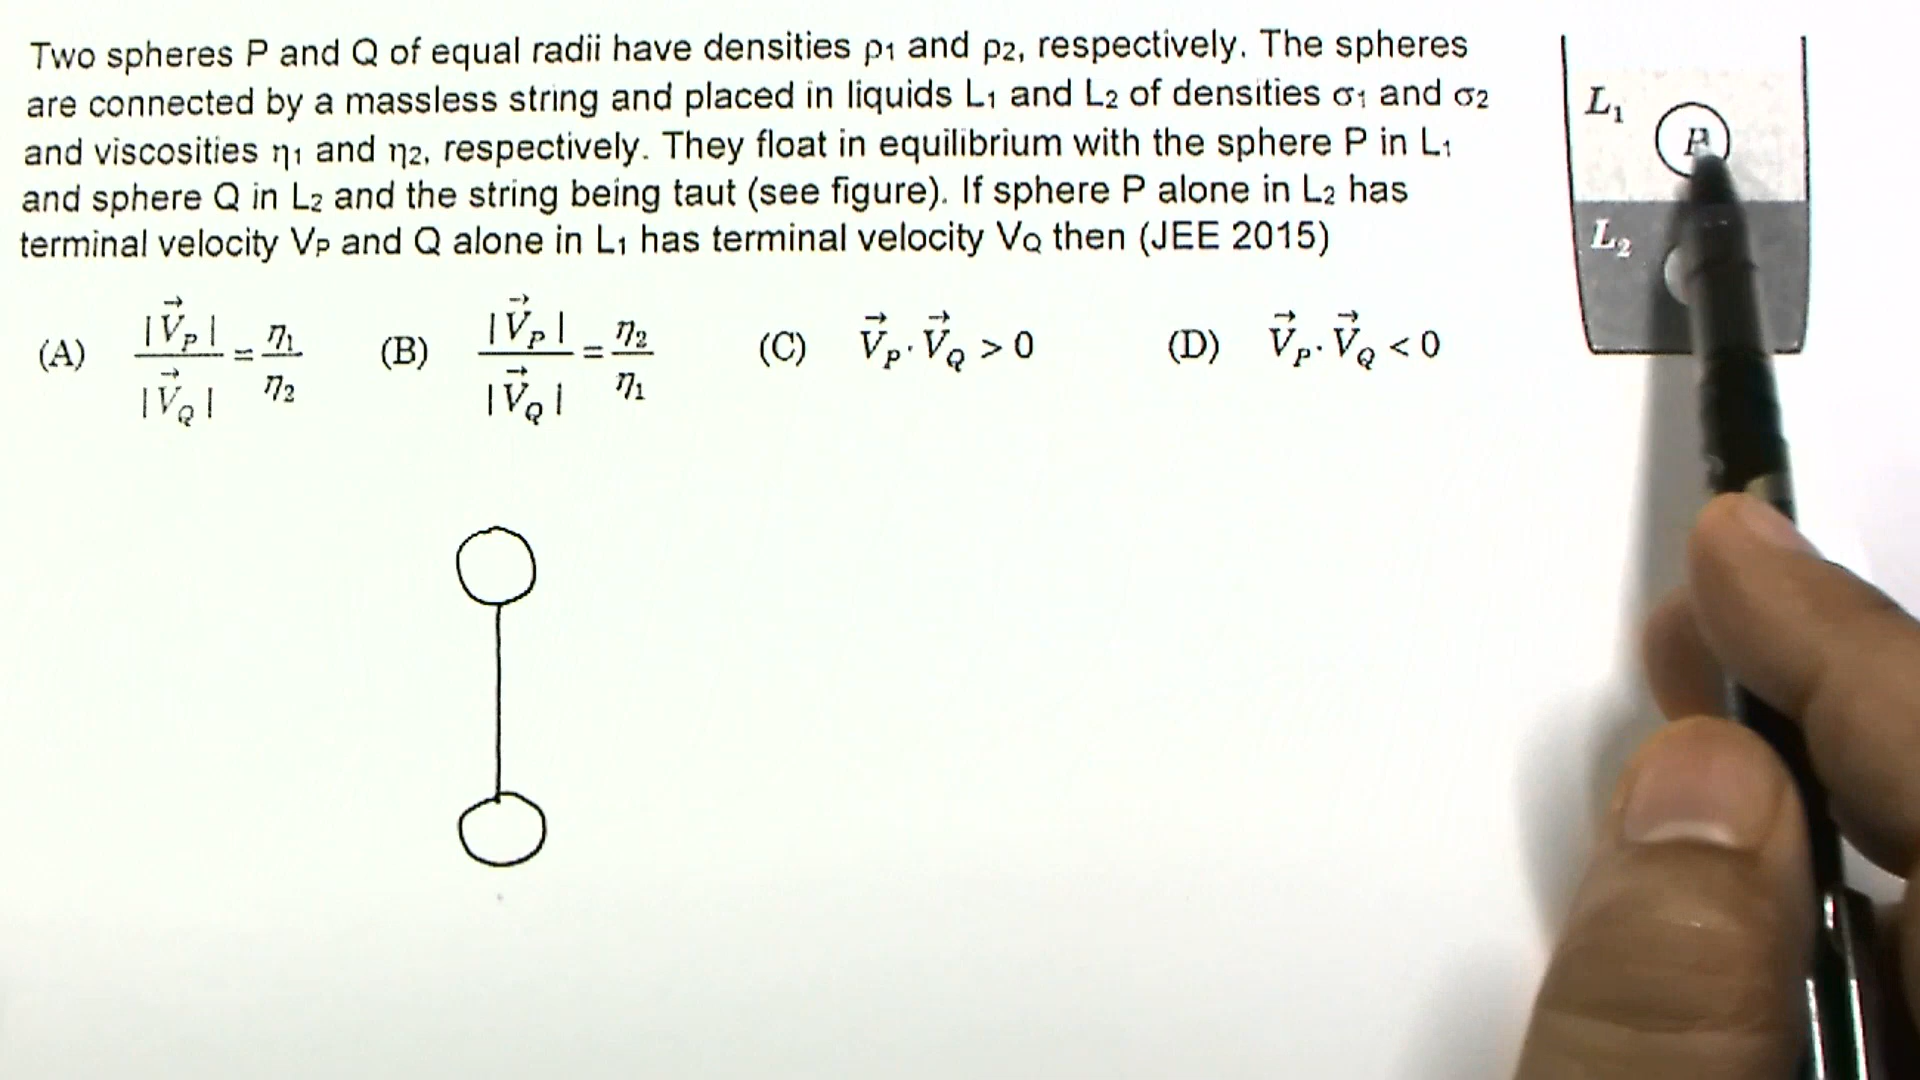 Two spheres P and Q of equal radii have densities ρ1 and ρ2, respectively. The spheres
are connected by a massless string and placed in liquids L1 and L2 of densities σ1 and σ2
and viscosities η1 and η2, respectively. They float in equilibrium with the sphere P in L1
and sphere Q in L2 and the string being taut (see figure). If sphere P alone in L2 has
terminal velocity VP and Q alone in L1 has terminal velocity VQ then (JEE 2015)
(A) |V⃗_P| / |V⃗_Q| = η₁ / η₂ (B) |V⃗_P| / |V⃗_Q| = η₂ / η₁ (C) V⃗_P · V⃗_Q > 0 (D) V⃗_P · V⃗_Q < 0
L₁
P
L₂